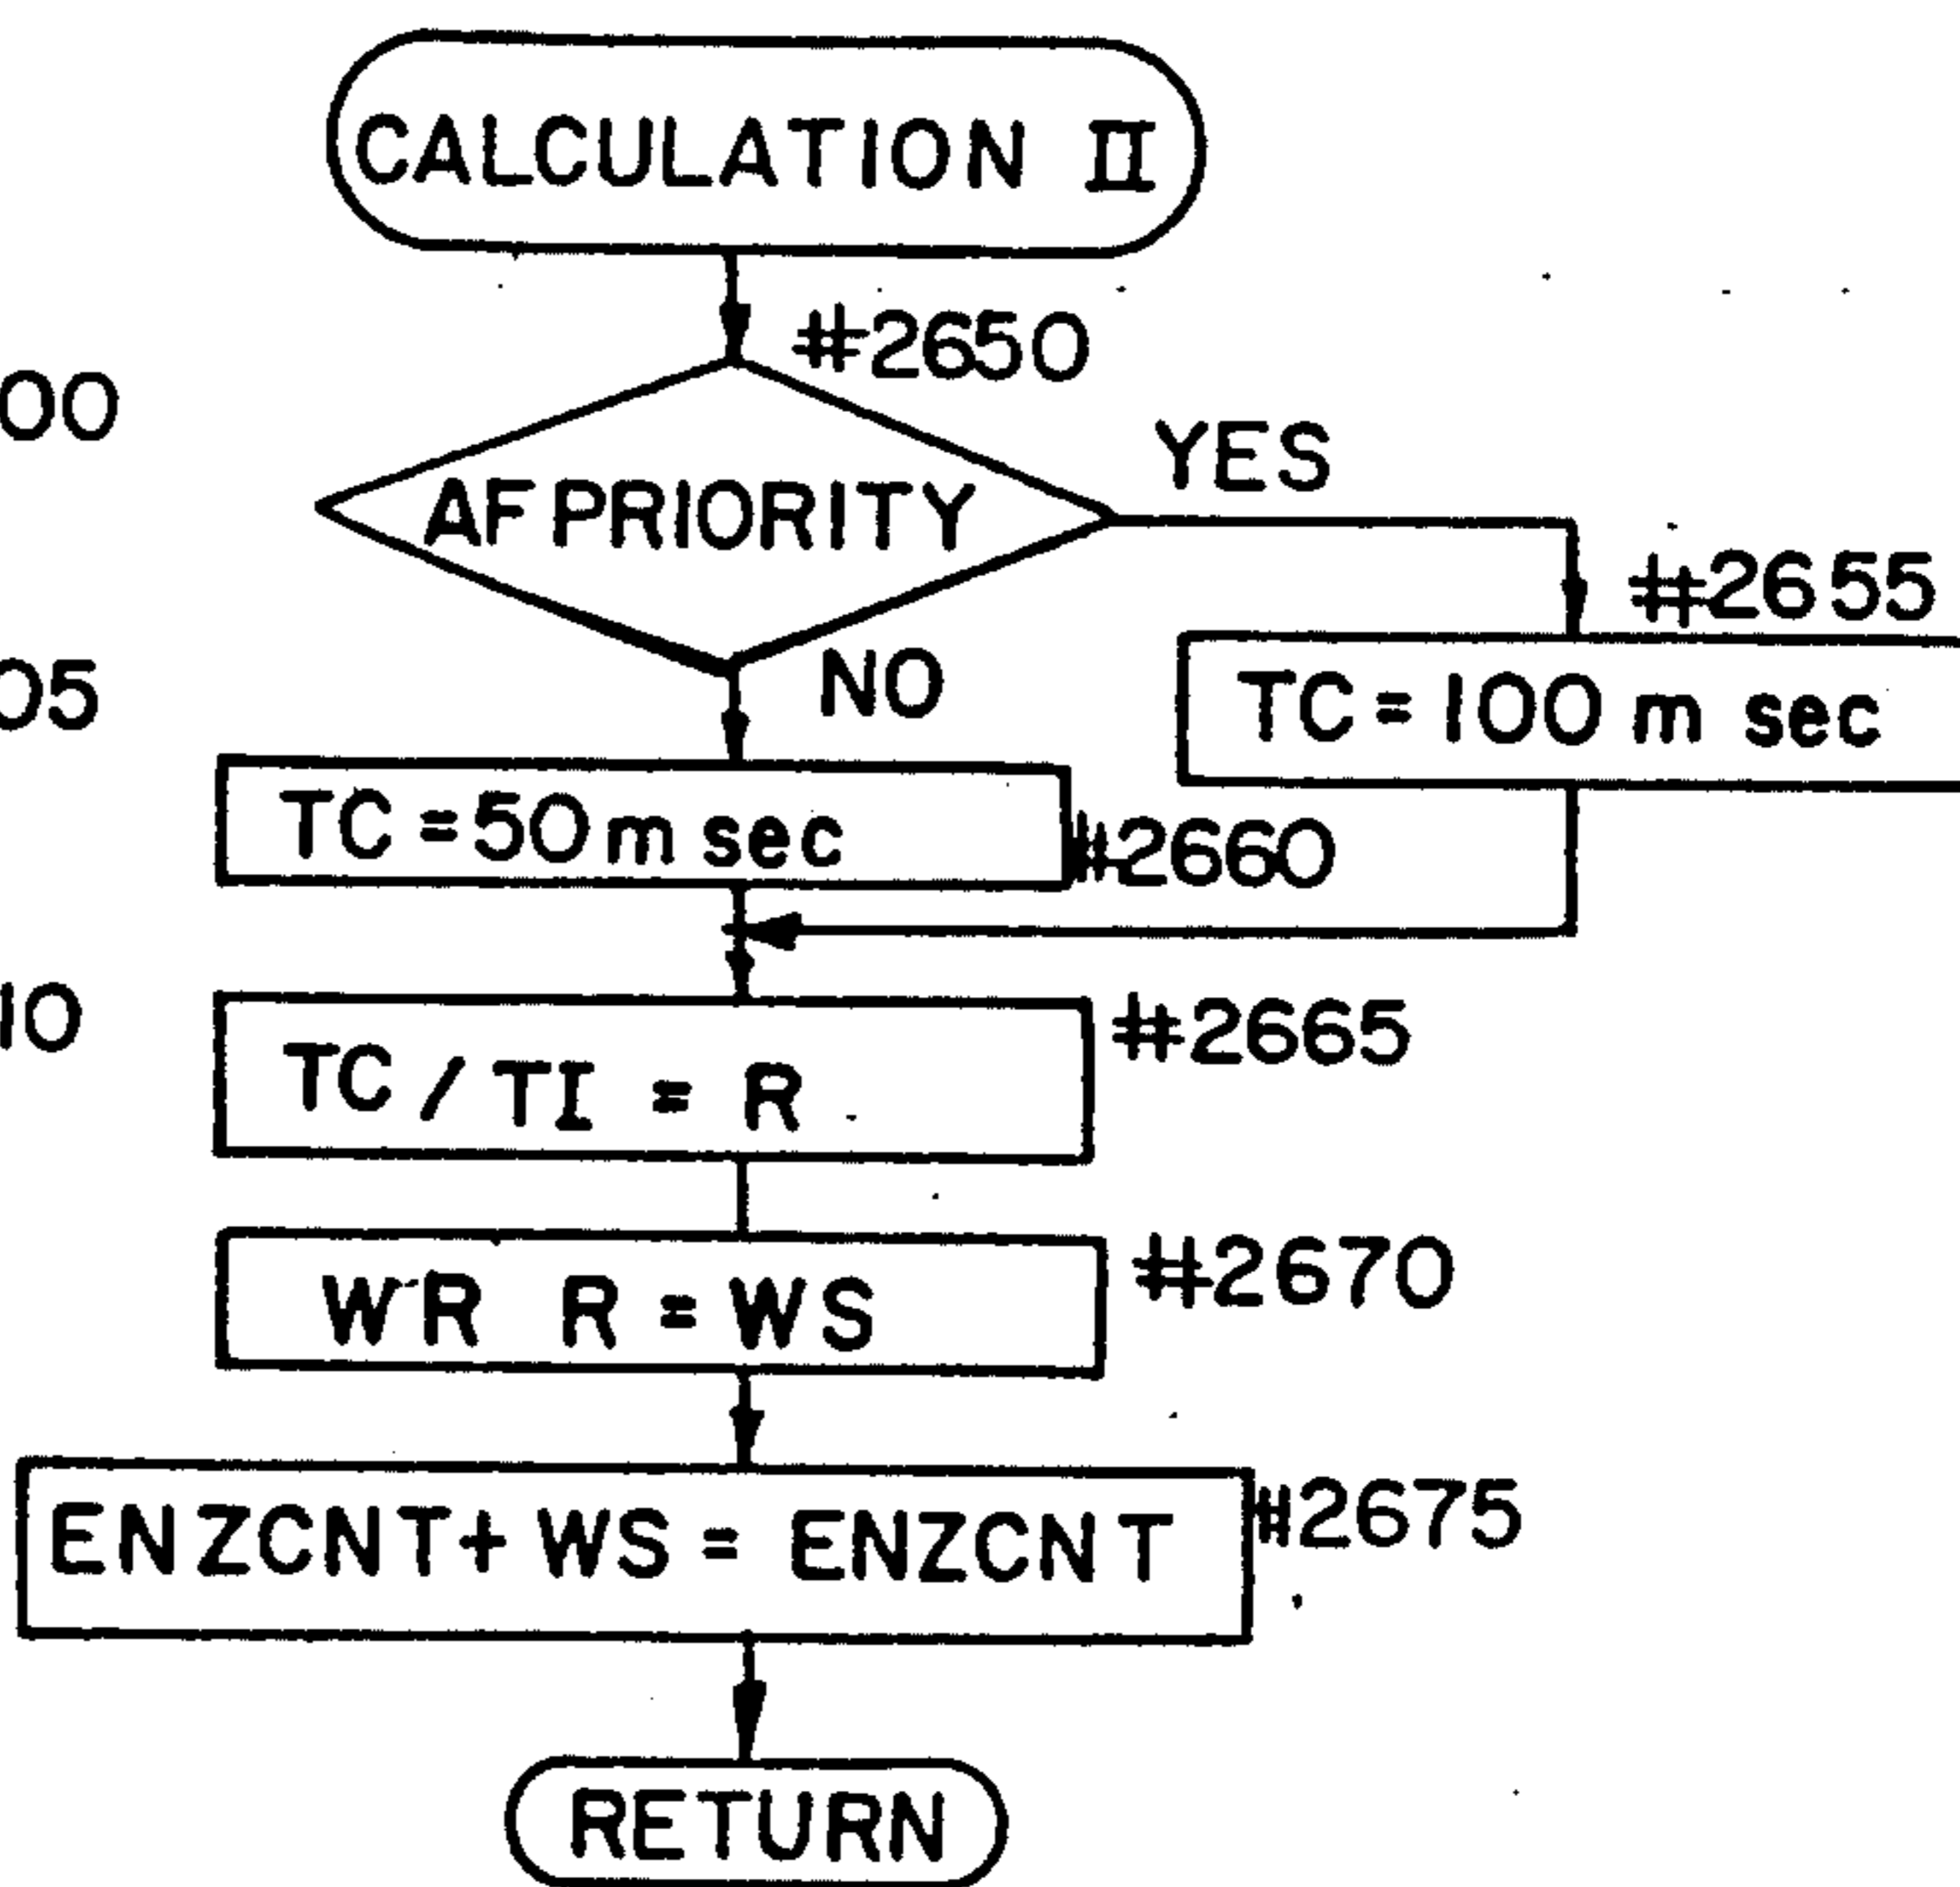 CALCULATION II
#2650
00
AF PRIORITY
YES
#2655
05
NO
TC=100 m sec
TC=50 m sec
#2660
10
#2665
TC / TI = R
#2670
WR R = WS
ENZCNT+WS = ENZCNT
#2675
RETURN